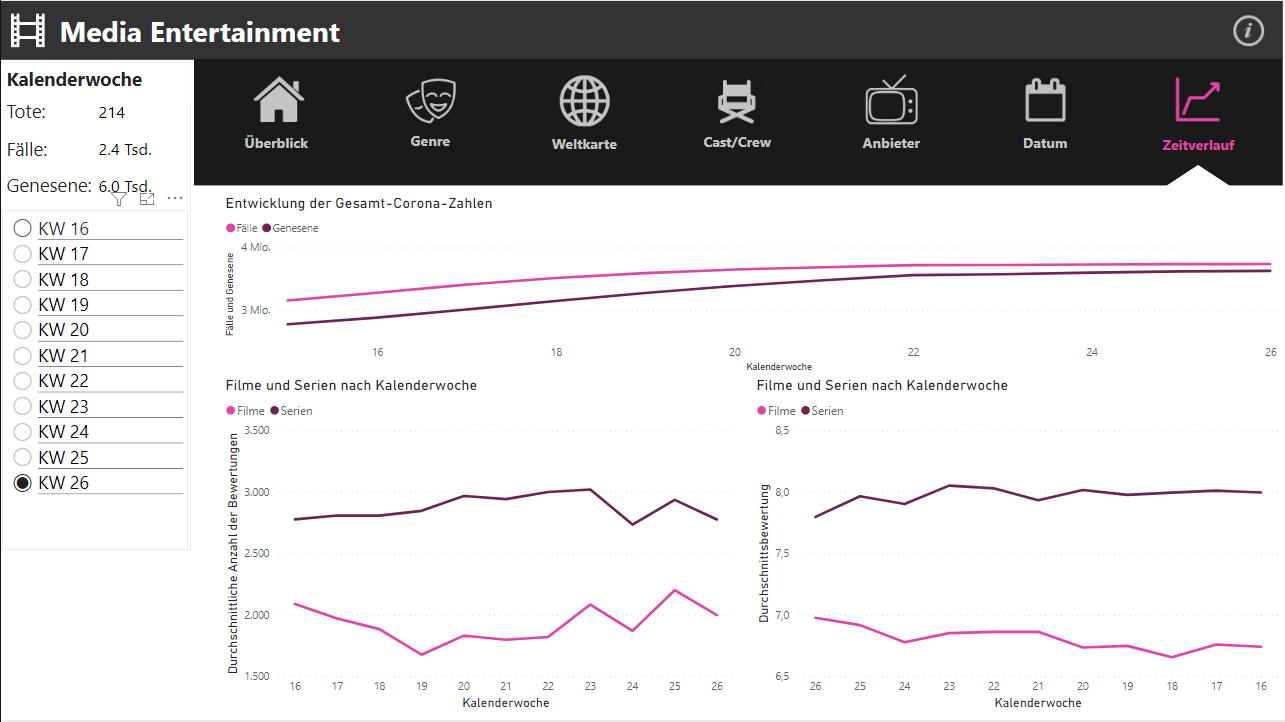 Media Entertainment
i
Kalenderwoche
Tote: 214
Fälle: 2.4 Tsd.
Genesene: 6.0 Tsd.
KW 16
KW 17
KW 18
KW 19
KW 20
KW 21
KW 22
KW 23
KW 24
KW 25
KW 26
Überblick Genre Weltkarte Cast/Crew Anbieter Datum Zeitverlauf
Entwicklung der Gesamt-Corona-Zahlen
Fälle Genesene
Fälle und Genesene
4 Mio.
3 Mio.
16 18 20 22 24 26
Kalenderwoche
Filme und Serien nach Kalenderwoche
Filme Serien
Durchschnittliche Anzahl der Bewertungen
3.500
3.000
2.500
2.000
1.500
16 17 18 19 20 21 22 23 24 25 26
Kalenderwoche
Filme und Serien nach Kalenderwoche
Filme Serien
Durchschnittsbewertung
8,5
8,0
7,5
7,0
6,5
26 25 24 23 22 21 20 19 18 17 16
Kalenderwoche